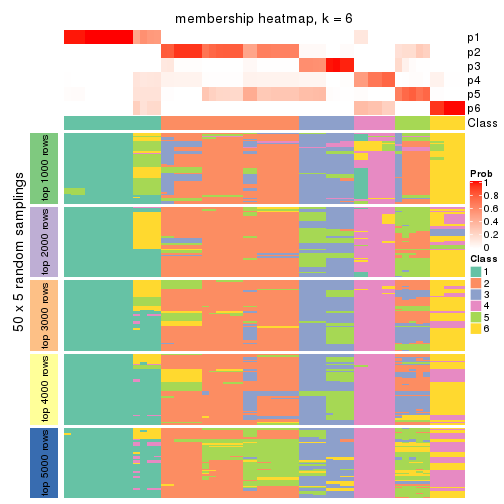 membership heatmap, k = 6
p1
p2
p3
p4
p5
p6
Class
50 x 5 random samplings
top 1000 rows
top 2000 rows
top 3000 rows
top 4000 rows
top 5000 rows
Prob
1
0.8
0.6
0.4
0.2
0
Class
1
2
3
4
5
6